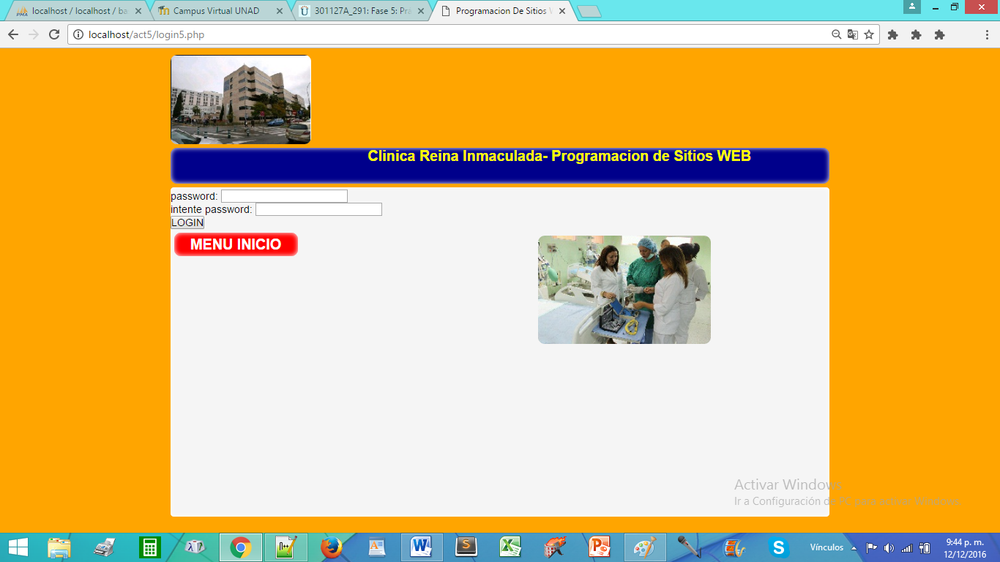 localhost / localhost / ba
Campus Virtual UNAD
301127A_291: Fase 5: Pra
Programacion De Sitios W
localhost/act5/login5.php
Clinica Reina Inmaculada- Programacion de Sitios WEB
password:
intente password:
LOGIN
MENU INICIO
Activar Windows
Ir a Configuración de PC para activar Windows.
Vínculos
9:44 p. m.
12/12/2016